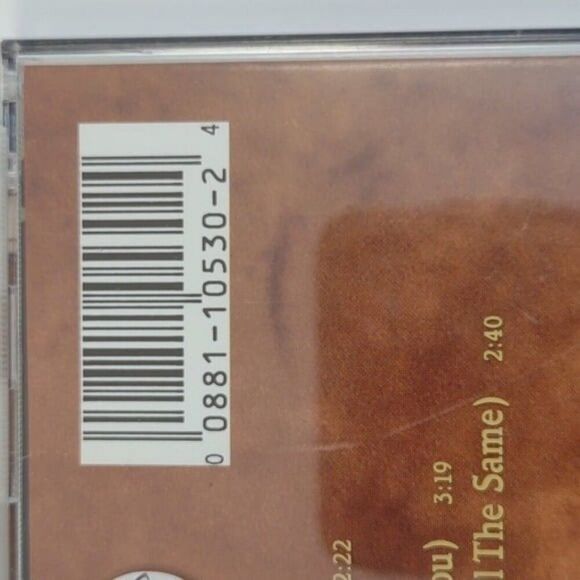 0 0881-10530-2 4
2:22
ou) 3:19
l The Same) 2:40